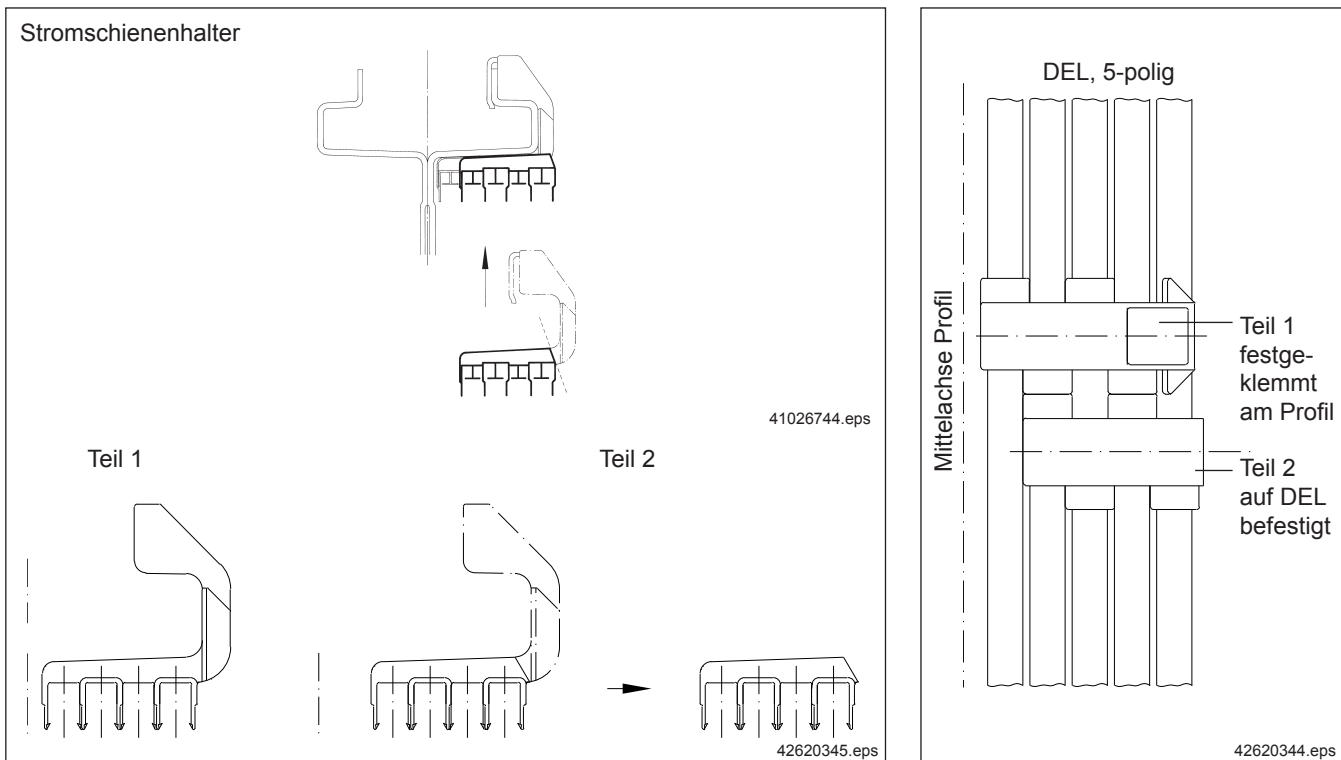 Stromschienenhalter
41026744.eps
Teil 1
Teil 2
42620345.eps
DEL, 5-polig
Mittelachse Profil
Teil 1
festge-
klemmt
am Profil
Teil 2
auf DEL
befestigt
42620344.eps